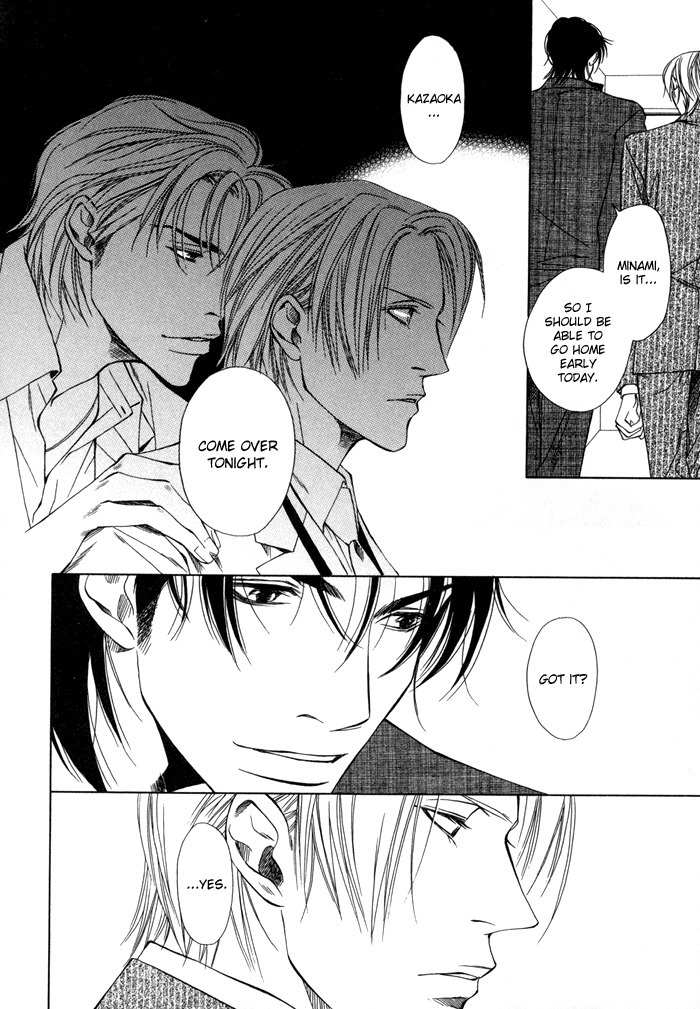 MINAMI,
IS IT...
SO I
SHOULD BE
ABLE TO
GO HOME
EARLY
TODAY.
KAZAOKA
...
COME OVER
TONIGHT.
GOT IT?
...YES.